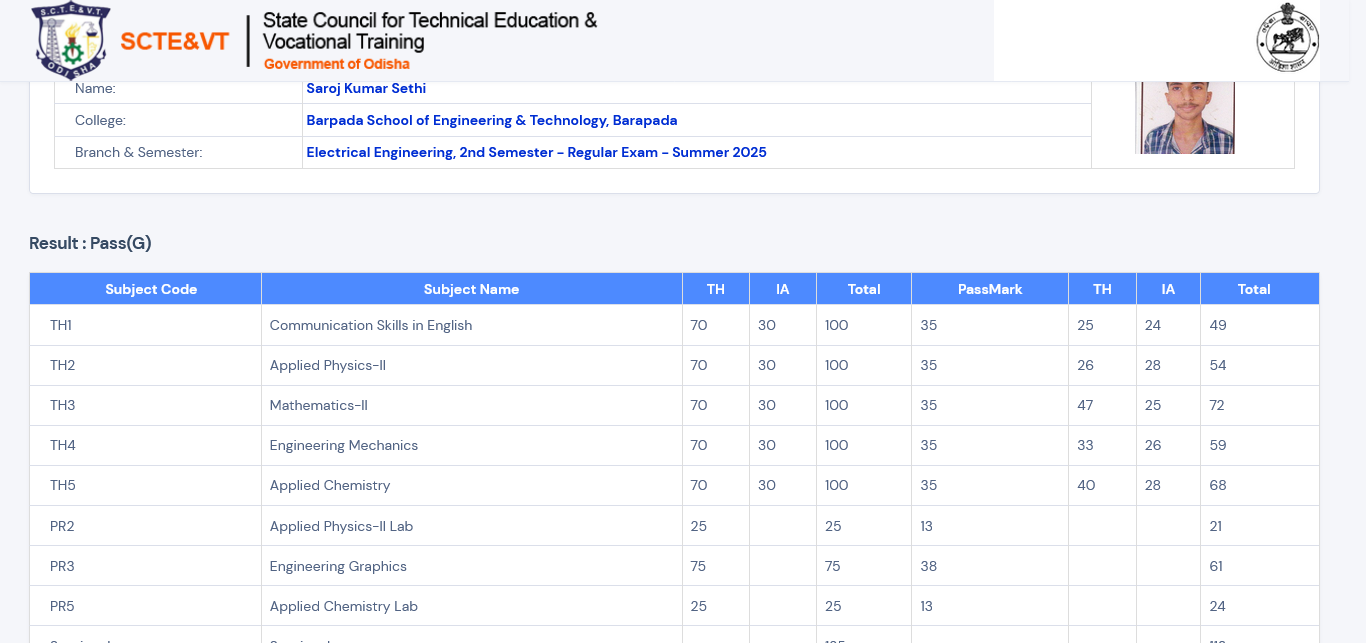 S.C.T.E.&V.T.
ODISHA
SCTE&VT
State Council for Technical Education &
Vocational Training
Government of Odisha
Name: Saroj Kumar Sethi
College: Barpada School of Engineering & Technology, Barapada
Branch & Semester: Electrical Engineering, 2nd Semester - Regular Exam - Summer 2025
Result : Pass(G)
Subject Code Subject Name TH IA Total PassMark TH IA Total
TH1 Communication Skills in English 70 30 100 35 25 24 49
TH2 Applied Physics-II 70 30 100 35 26 28 54
TH3 Mathematics-II 70 30 100 35 47 25 72
TH4 Engineering Mechanics 70 30 100 35 33 26 59
TH5 Applied Chemistry 70 30 100 35 40 28 68
PR2 Applied Physics-II Lab 25 25 13 21
PR3 Engineering Graphics 75 75 38 61
PR5 Applied Chemistry Lab 25 25 13 24